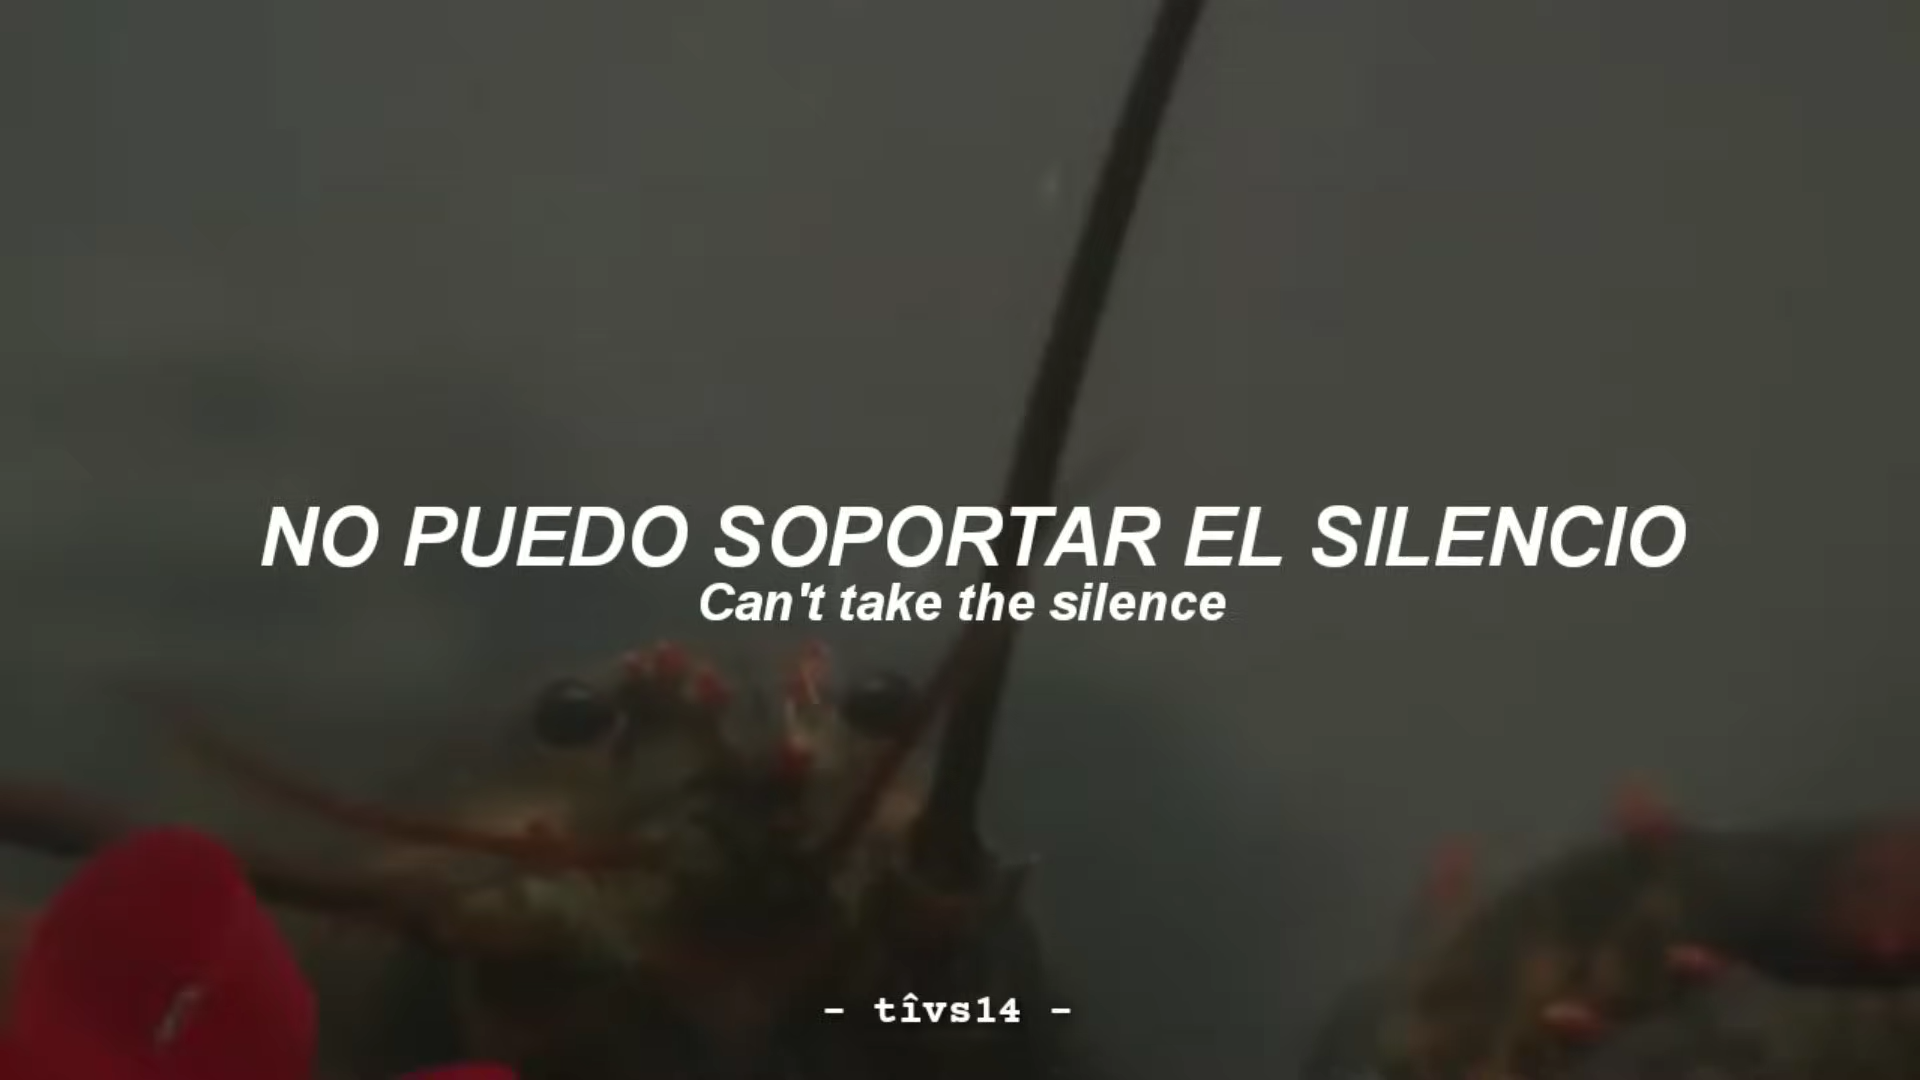 NO PUEDO SOPORTAR EL SILENCIO
Can't take the silence
- tîvs14 -